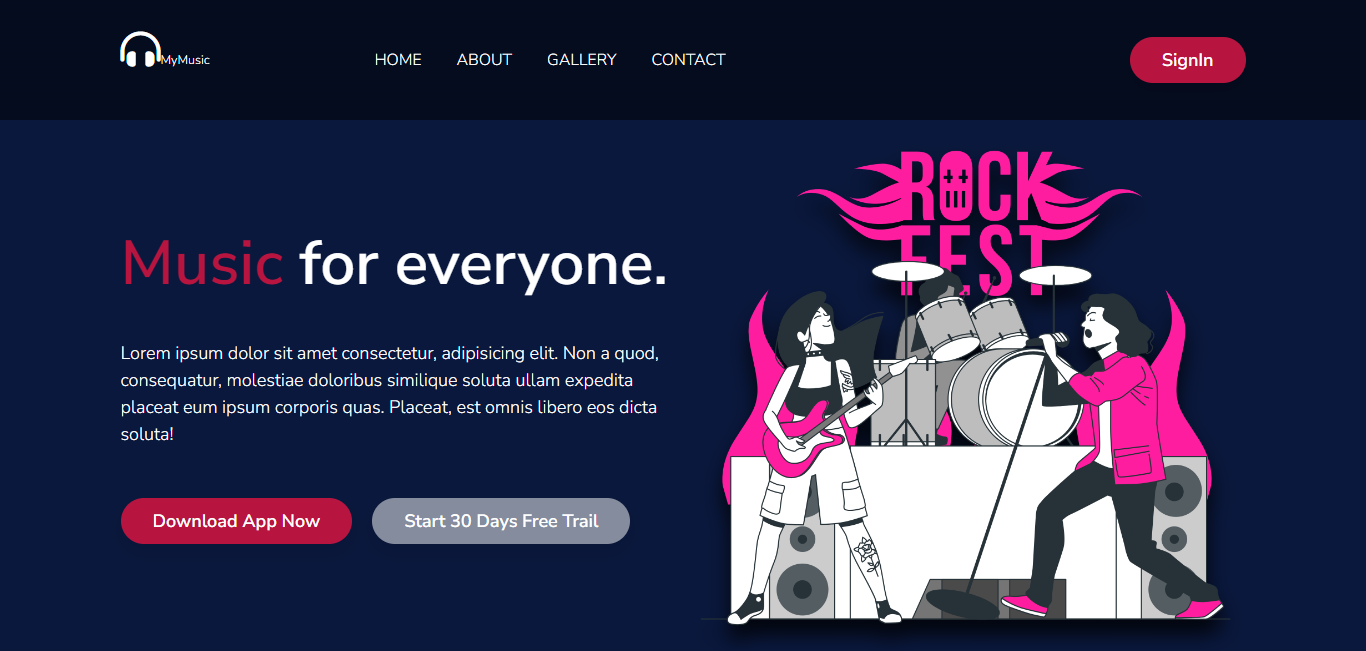 MyMusic
HOME ABOUT GALLERY CONTACT
SignIn
ROCK
FEST
Music for everyone.
Lorem ipsum dolor sit amet consectetur, adipisicing elit. Non a quod,
consequatur, molestiae doloribus similique soluta ullam expedita
placeat eum ipsum corporis quas. Placeat, est omnis libero eos dicta
soluta!
Download App Now
Start 30 Days Free Trail